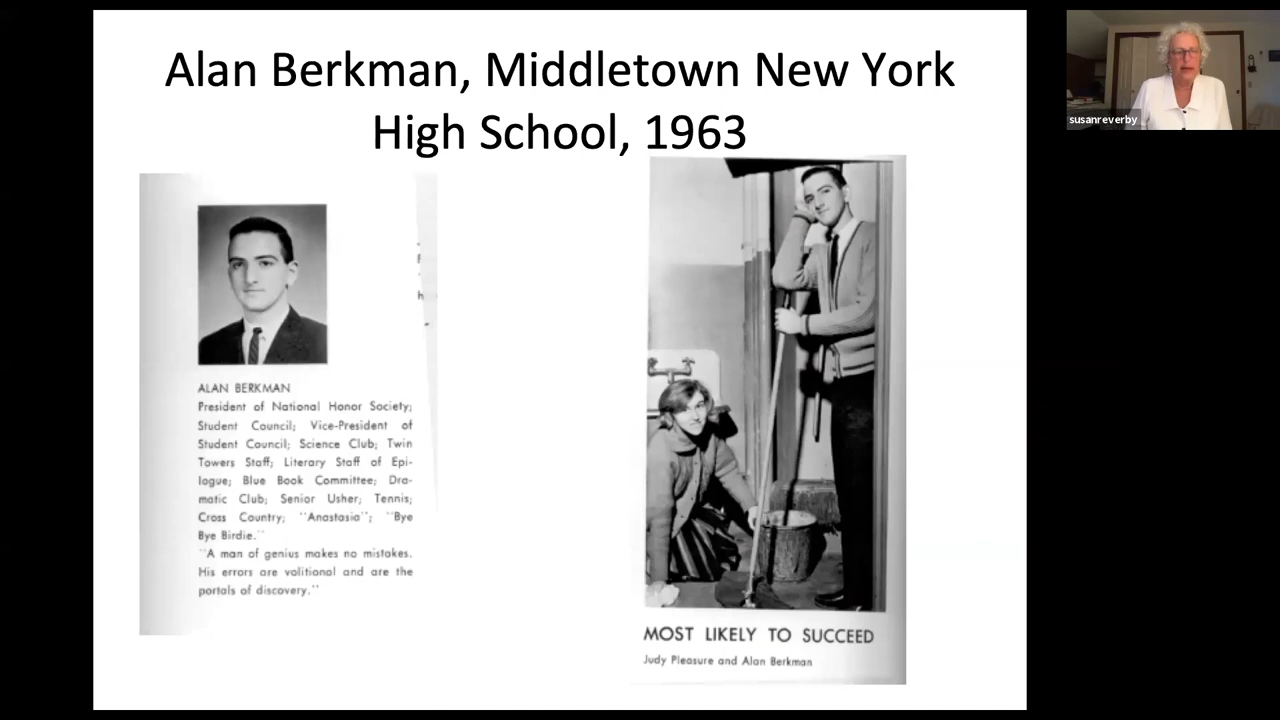 Alan Berkman, Middletown New York
High School, 1963
susanreverby
ALAN BERKMAN
President of National Honor Society;
Student Council; Vice-President of
Student Council; Science Club; Twin
Towers Staff; Literary Staff of Epi-
logue; Blue Book Committee; Dra-
matic Club; Senior Usher; Tennis;
Cross Country; "Anastasia"; "Bye
Bye Birdie."
"A man of genius makes no mistakes.
His errors are volitional and are the
portals of discovery."
MOST LIKELY TO SUCCEED
Judy Pleasure and Alan Berkman